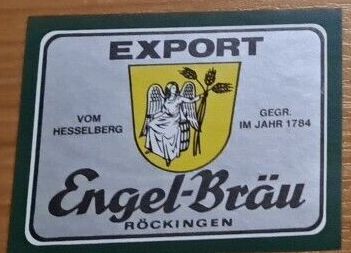 EXPORT
VOM
HESSELBERG
GEGR.
IM JAHR 1784
Engel-Bräu
RÖCKINGEN